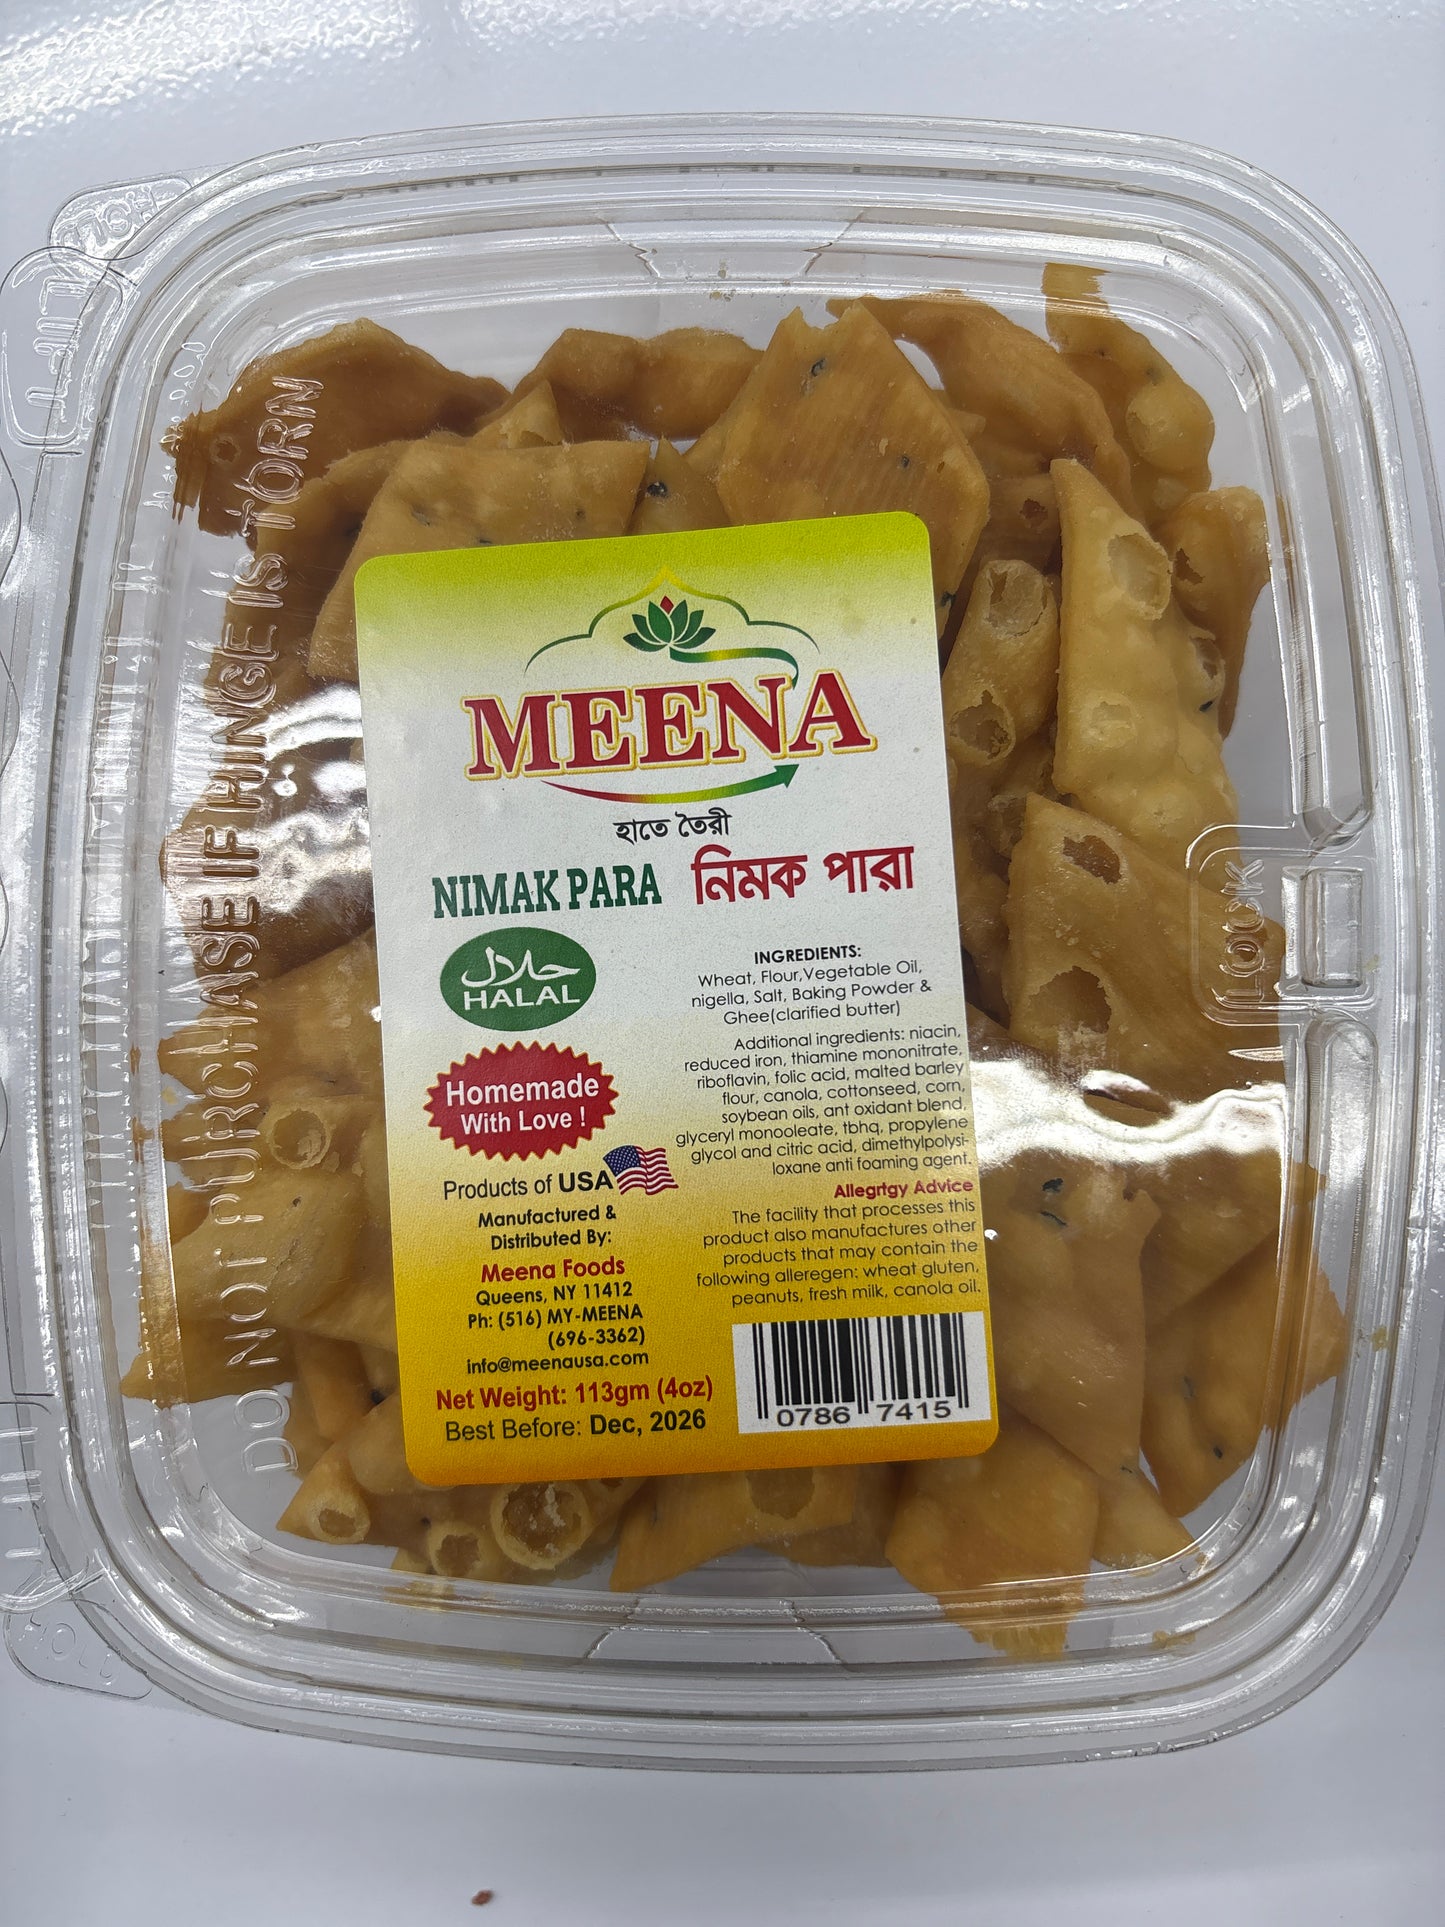 MEENA
হাতে তৈরী
NIMAK PARA নিমক পারা
حلال
HALAL
Homemade
With Love !
Products of USA
Manufactured &
Distributed By:
Meena Foods
Queens, NY 11412
Ph: (516) MY-MEENA
(696-3362)
info@meenausa.com
Net Weight: 113gm (4oz)
Best Before: Dec, 2026
INGREDIENTS:
Wheat, Flour,Vegetable Oil,
nigella, Salt, Baking Powder &
Ghee(clarified butter)
Additional ingredients: niacin,
reduced iron, thiamine mononitrate,
riboflavin, folic acid, malted barley
flour, canola, cottonseed, corn,
soybean oils, ant oxidant blend,
glyceryl monooleate, tbhq, propylene
glycol and citric acid, dimethylpolysi-
loxane anti foaming agent.
Allegrtgy Advice
The facility that processes this
product also manufactures other
products that may contain the
following alleregen: wheat gluten,
peanuts, fresh milk, canola oil.
0786 7415
DO NOT PURCHASE IF HINGE IS TORN
LOCK